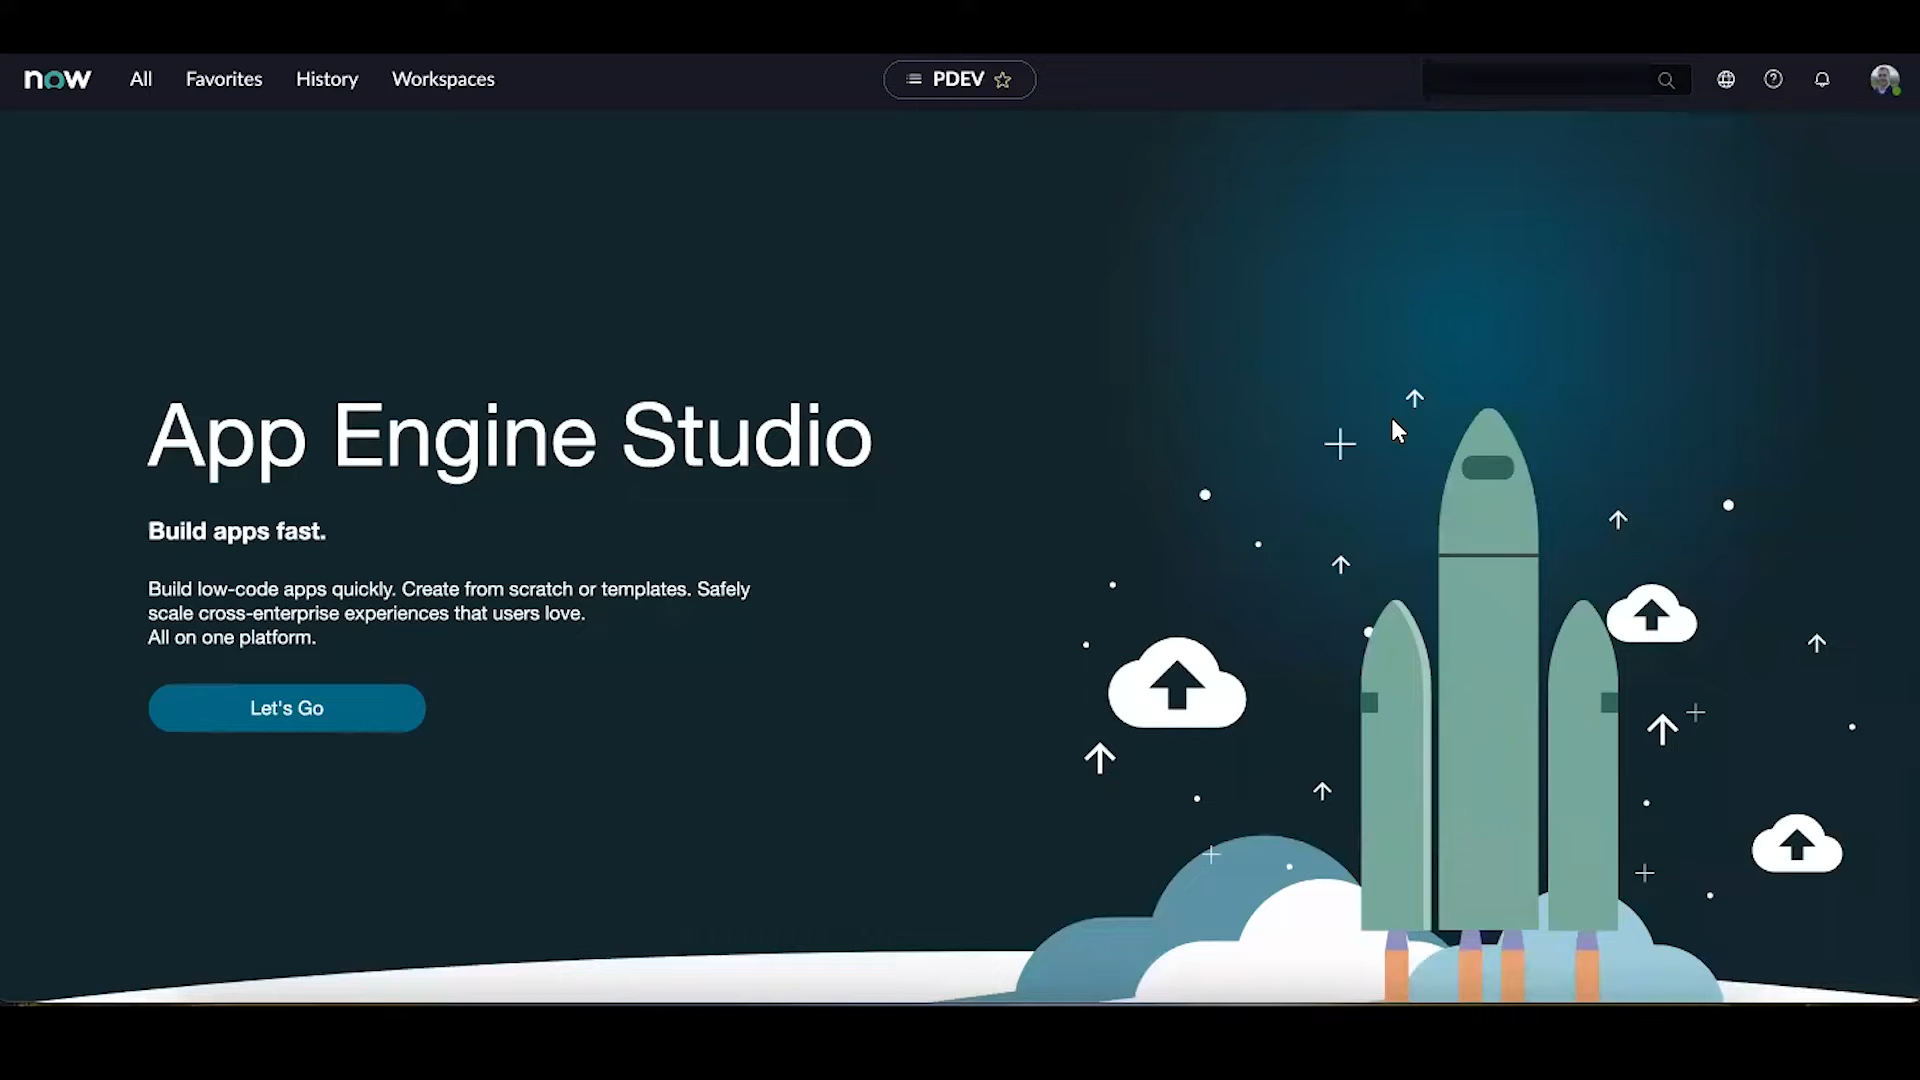 now All Favorites History Workspaces PDEV
App Engine Studio
Build apps fast.
Build low-code apps quickly. Create from scratch or templates. Safely
scale cross-enterprise experiences that users love.
All on one platform.
Let's Go